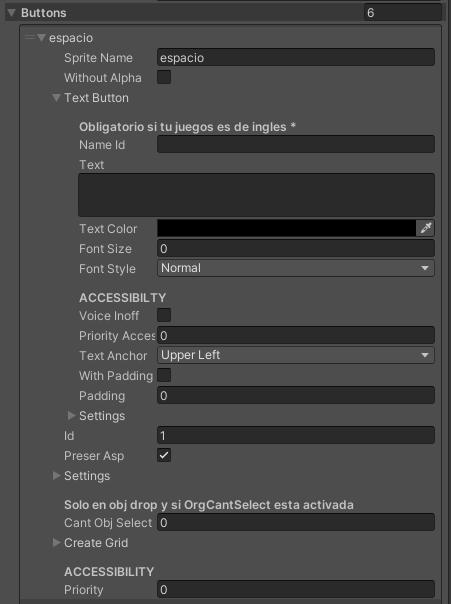 Buttons 6
espacio
Sprite Name espacio
Without Alpha
Text Button
Obligatorio si tu juegos es de ingles *
Name Id
Text
Text Color
Font Size 0
Font Style Normal
ACCESSIBILTY
Voice Inoff
Priority Acces 0
Text Anchor Upper Left
With Padding
Padding 0
Settings
Id 1
Preser Asp
Settings
Solo en obj drop y si OrgCantSelect esta activada
Cant Obj Select 0
Create Grid
ACCESSIBILITY
Priority 0